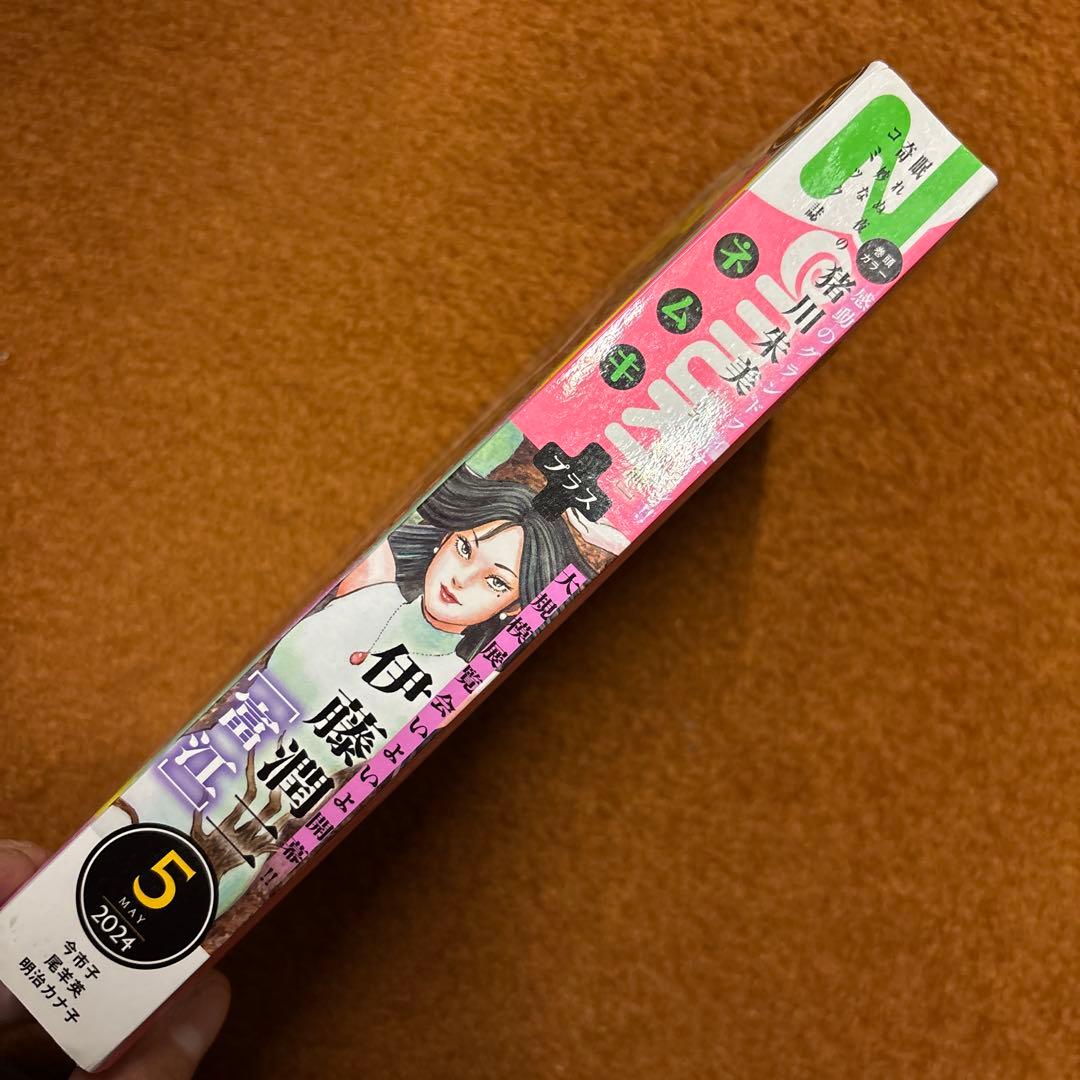 眠れぬ夜の
奇妙な
コミック誌
N
EMUKI
ネムキ
プラス
巻頭
カラー
感動のグランドフィナーレ!!
猪川朱美
大規模展覧会いよいよ開幕!!
伊藤潤二
「富江」
5
MAY
2024
今市子
尾羊英
明治カナ子